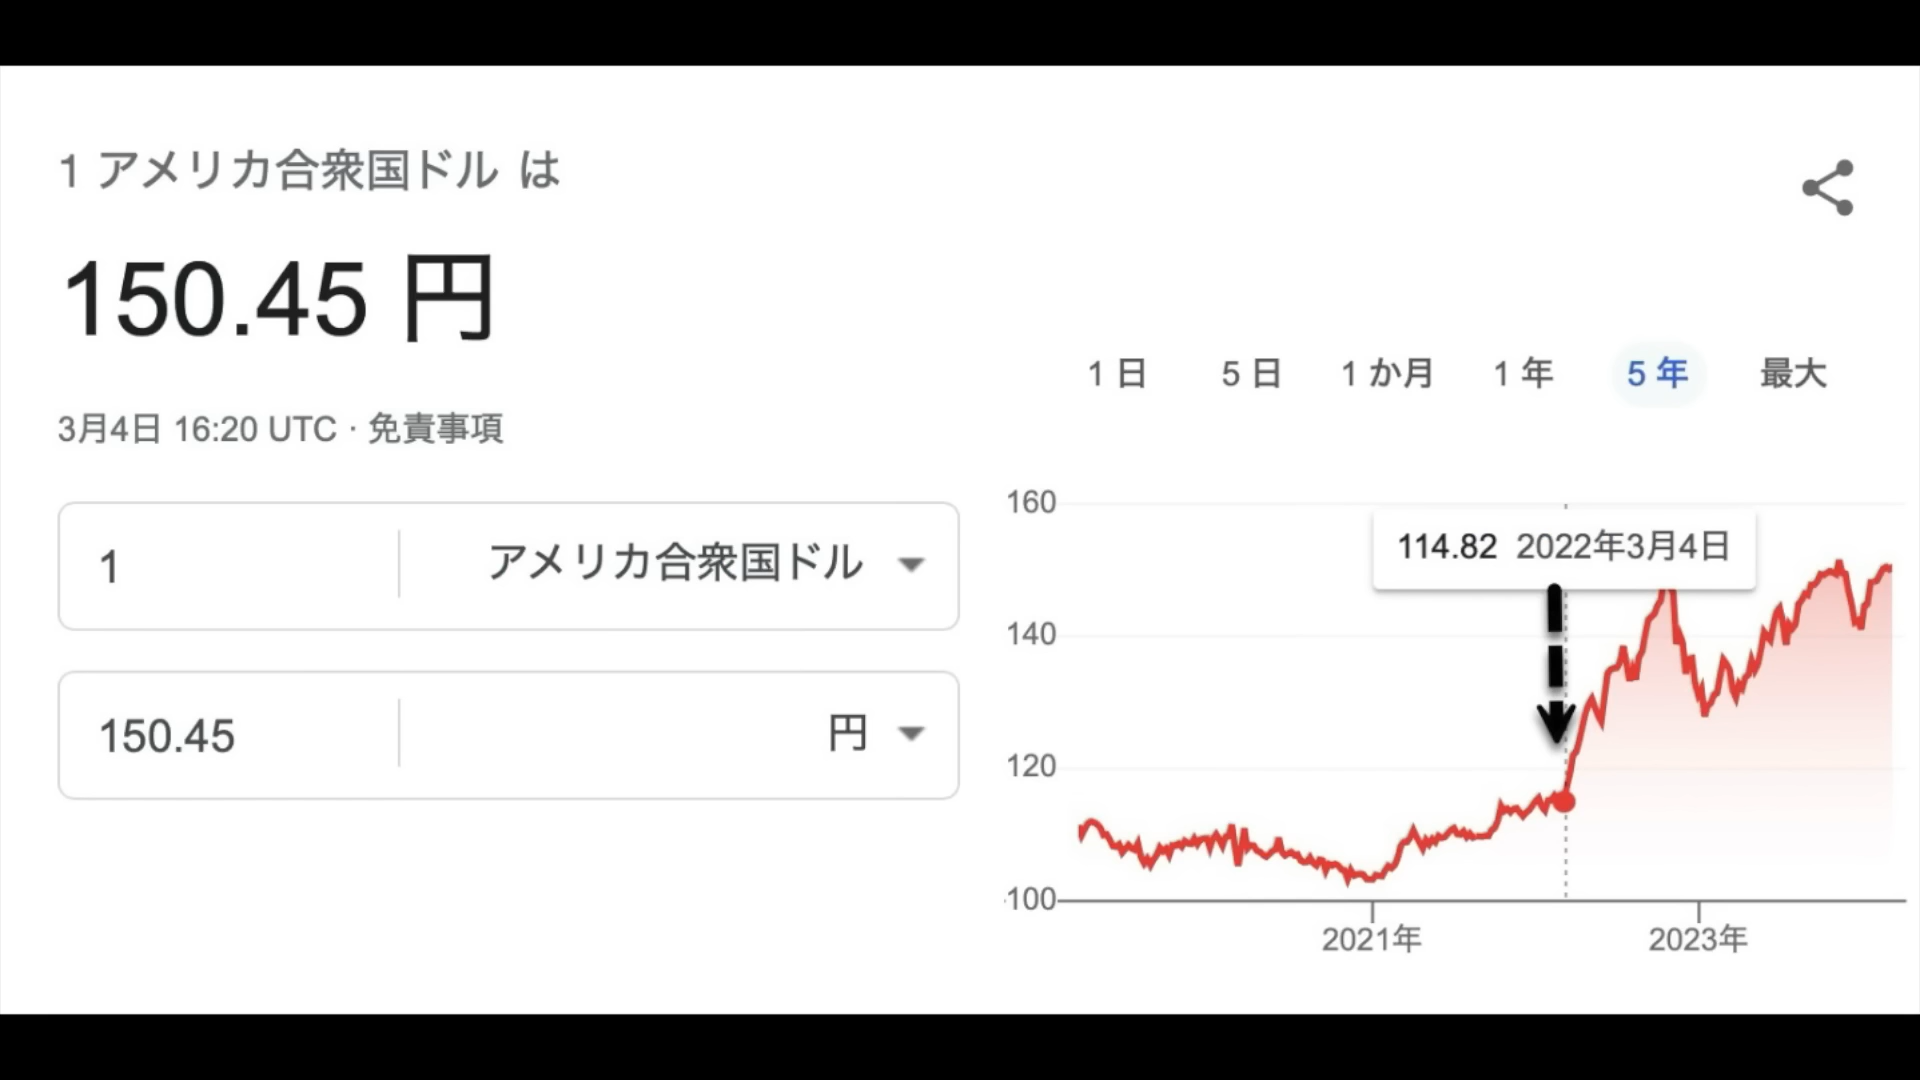 1 アメリカ合衆国ドル は
150.45 円
3月4日 16:20 UTC · 免責事項
1 アメリカ合衆国ドル
150.45 円
1 日 5 日 1 か月 1 年 5 年 最大
160
114.82 2022年3月4日
140
120
100
2021年 2023年